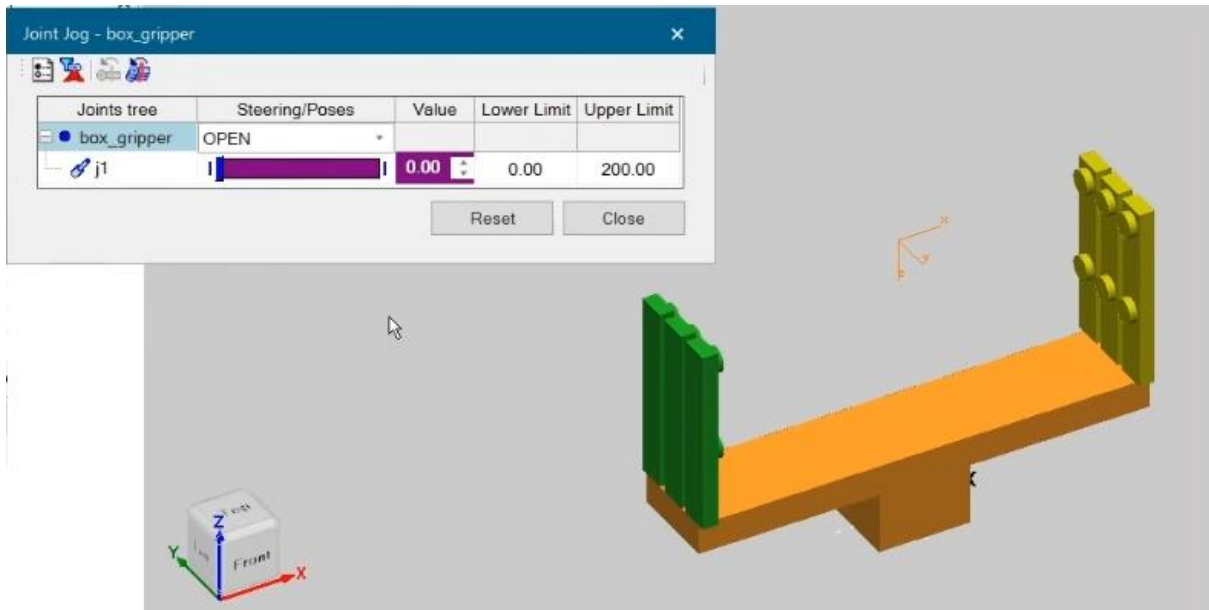 Joint Jog - box_gripper
Joints tree Steering/Poses Value Lower Limit Upper Limit
box_gripper OPEN
j1 0.00 0.00 200.00
Reset Close
x
y
X
Top
Z
Y
Front
X